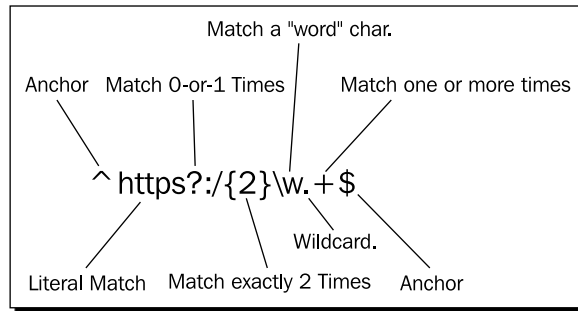 Match a "word" char.
Anchor Match 0-or-1 Times Match one or more times
^https?:/{2}\w.+$
Wildcard.
Literal Match Match exactly 2 Times Anchor